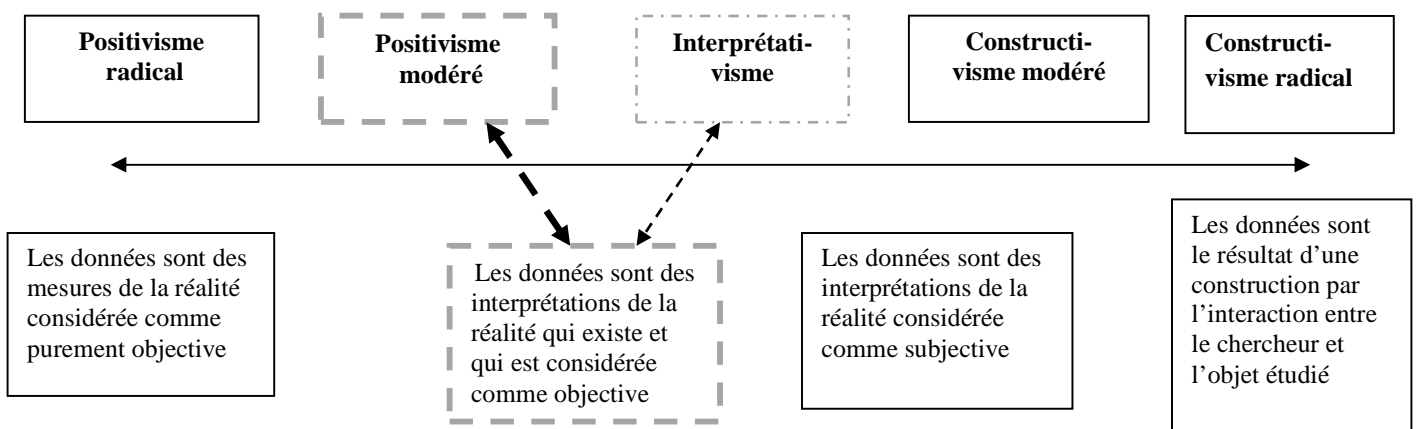 Positivisme
radical
Positivisme
modéré
Interprétati-
visme
Constructi-
visme modéré
Constructi-
visme radical
Les données sont des
mesures de la réalité
considérée comme
purement objective
Les données sont des
interprétations de la
réalité qui existe et
qui est considérée
comme objective
Les données sont des
interprétations de la
réalité considérée
comme subjective
Les données sont
le résultat d’une
construction par
l’interaction entre
le chercheur et
l’objet étudié